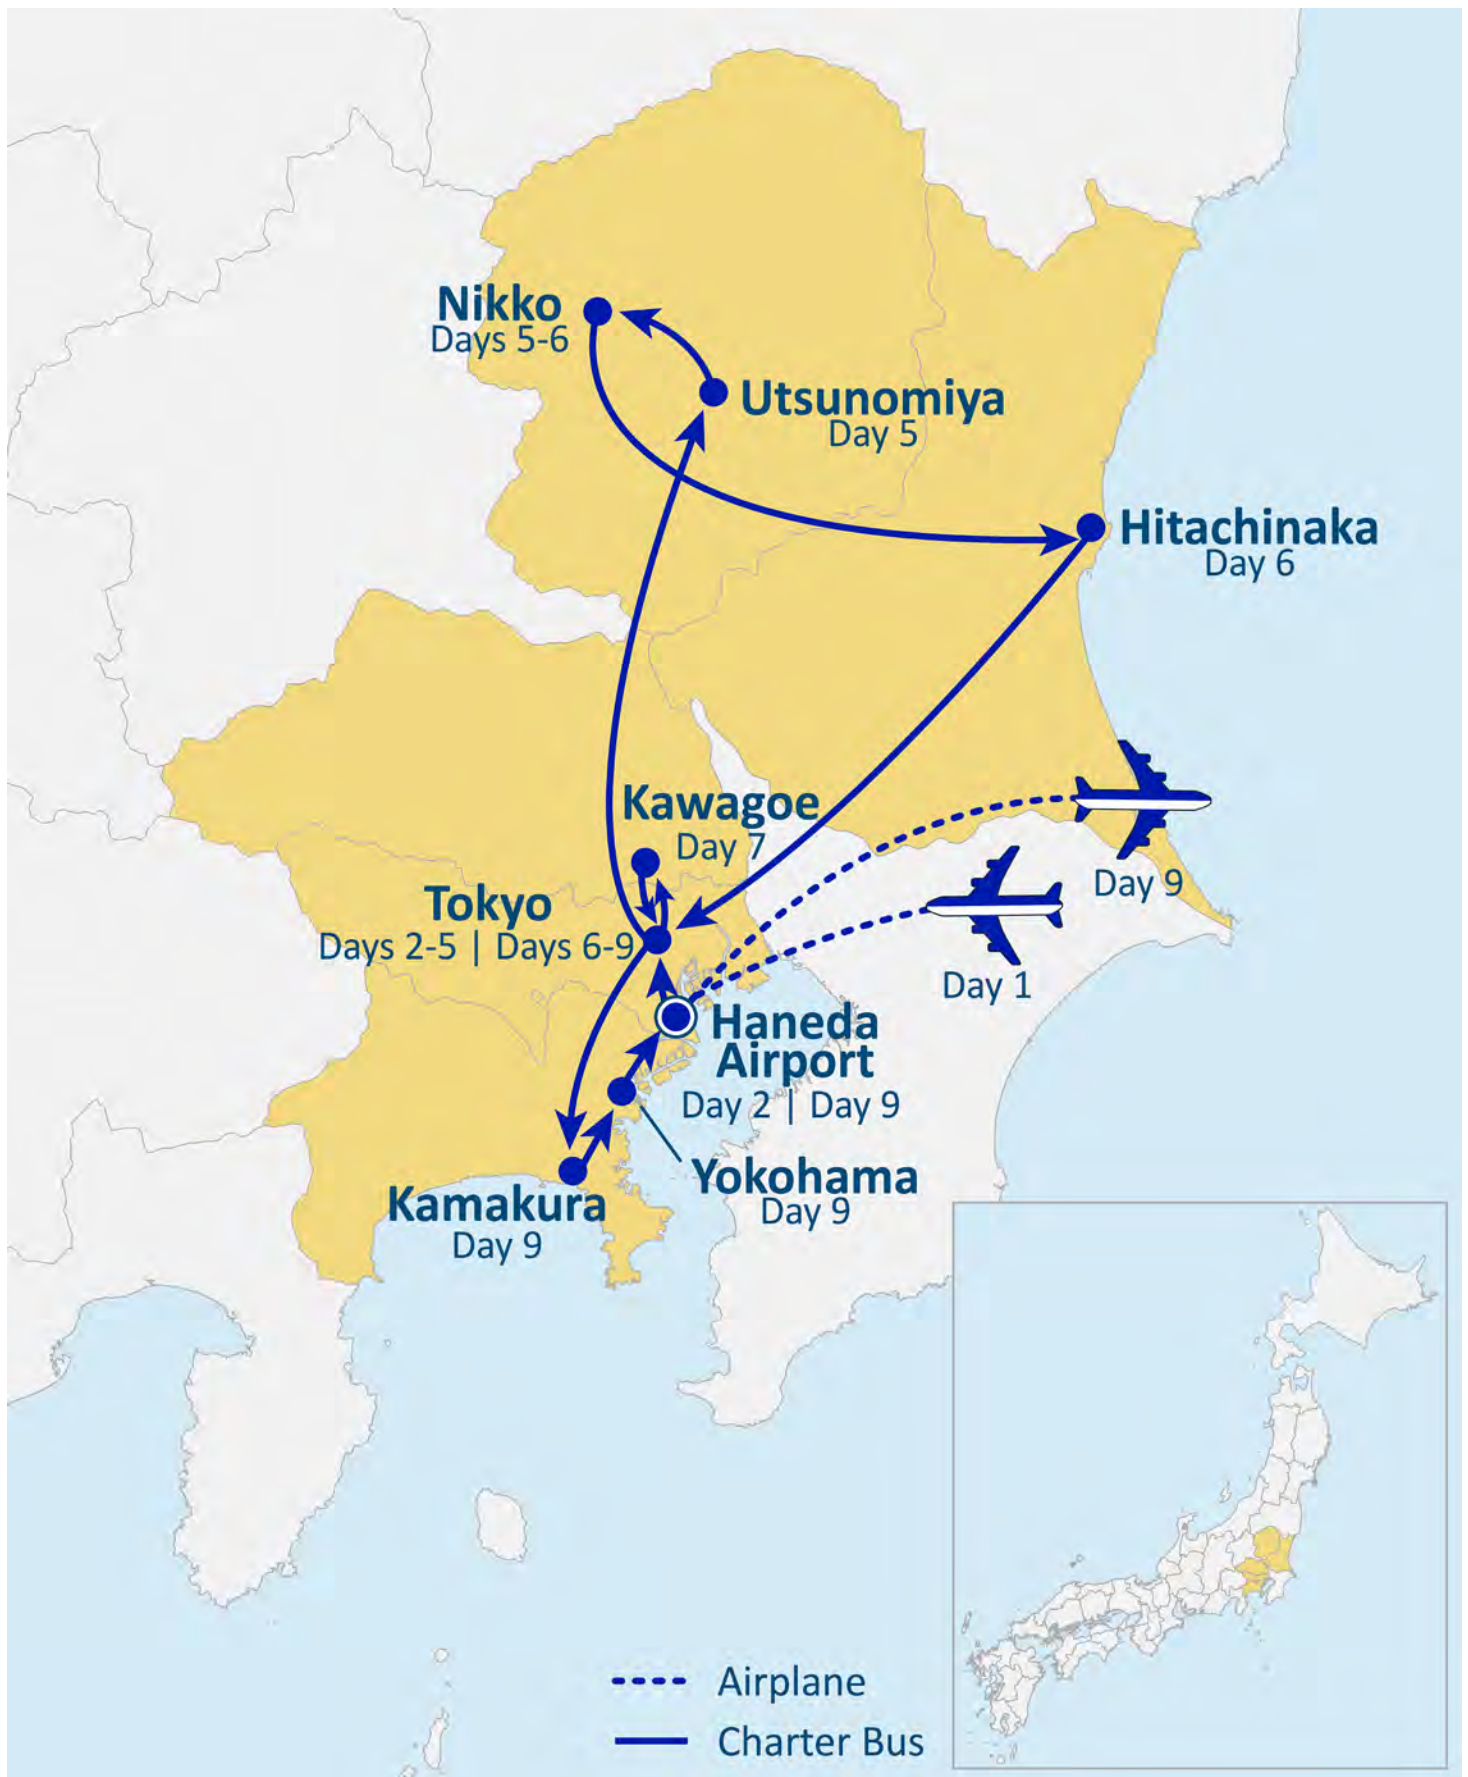 Nikko
Days 5-6
Utsunomiya
Day 5
Hitachinaka
Day 6
Kawagoe
Day 7
Tokyo
Days 2-5 | Days 6-9
Day 9
Day 1
Haneda
Airport
Day 2 | Day 9
Yokohama
Day 9
Kamakura
Day 9
Airplane
Charter Bus